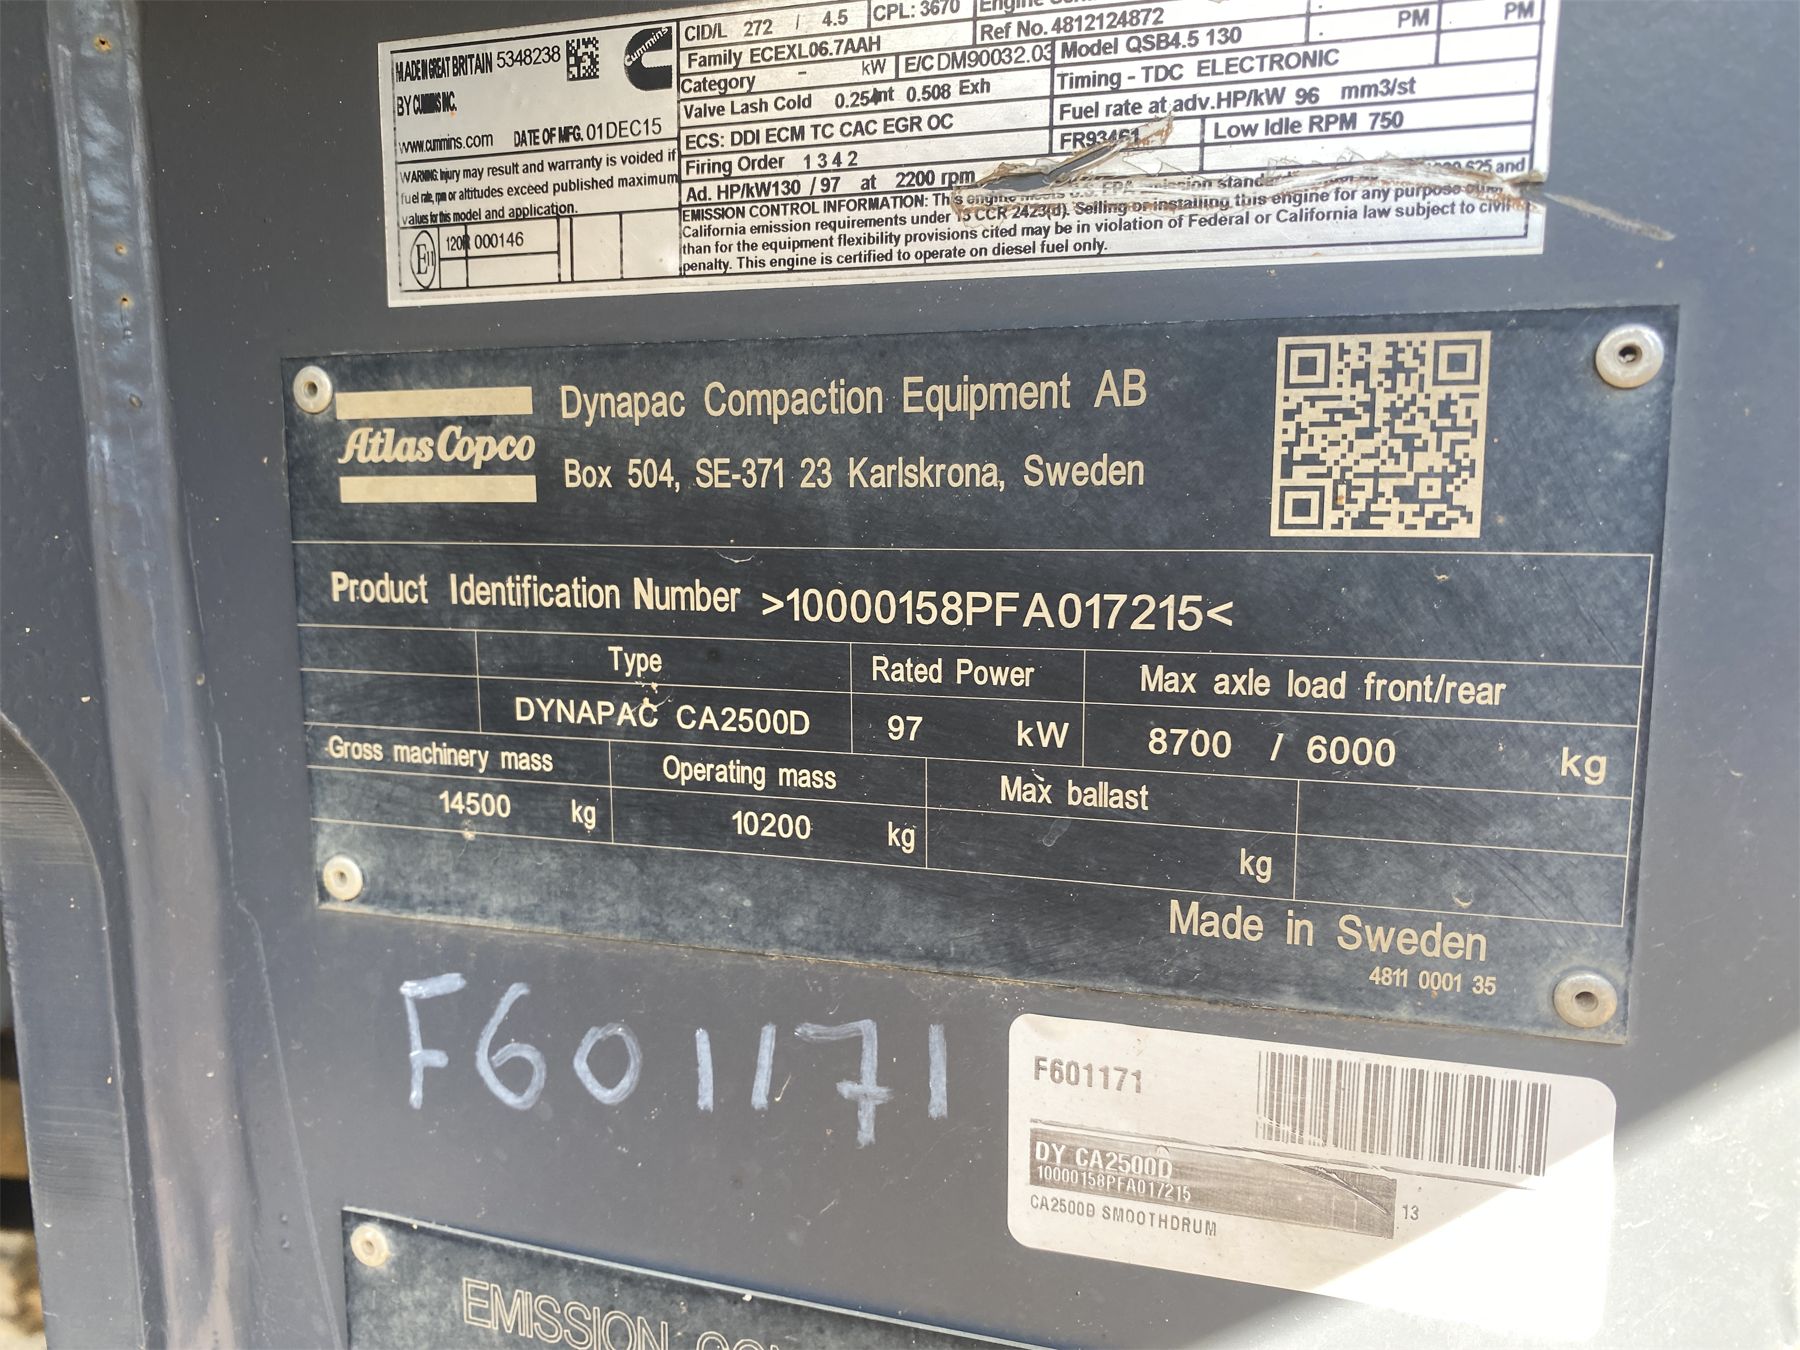 MADE IN GREAT BRITAIN 5348238
BY CUMMINS INC.
www.cummins.com DATE OF MFG. 01DEC15
WARNING: Injury may result and warranty is voided if
fuel rate, rpm or altitudes exceed published maximum
values for this model and application.
E11 120R 000146
Cummins
CID/L 272 / 4.5 CPL: 3670
Family ECEXL06.7AAH Ref No. 4812124872
Category - kW E/C DM90032.03 Model QSB4.5 130 PM PM
Valve Lash Cold 0.254 Int 0.508 Exh Timing - TDC ELECTRONIC
ECS: DDI ECM TC CAC EGR OC Fuel rate at adv.HP/kW 96 mm3/st
Firing Order 1 3 4 2 FR93461 Low Idle RPM 750
Ad. HP/kW130 / 97 at 2200 rpm
EMISSION CONTROL INFORMATION: This engine meets U.S. EPA emission and
California emission requirements under 13 CCR 2423(d). Selling or installing this engine for any purpose
than for the equipment flexibility provisions cited may be in violation of Federal or California law subject to civil
penalty. This engine is certified to operate on diesel fuel only.
Atlas Copco
Dynapac Compaction Equipment AB
Box 504, SE-371 23 Karlskrona, Sweden
Product Identification Number >10000158PFA017215<
Type Rated Power Max axle load front/rear
DYNAPAC CA2500D 97 kW 8700 / 6000 kg
Gross machinery mass Operating mass Max ballast
14500 kg 10200 kg kg
Made in Sweden
4811 0001 35
F601171
F601171
DY CA2500D
10000158PFA017215
CA2500D SMOOTHDRUM 13
EMISSION